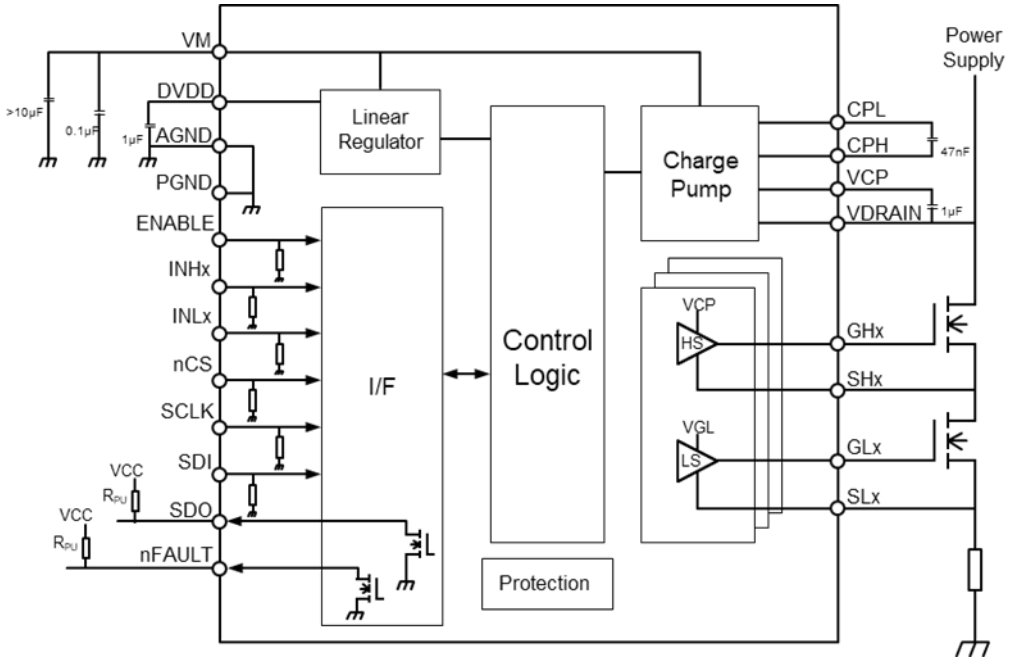 VM
DVDD
>10µF
0.1µF
1µF
AGND
PGND
ENABLE
INHx
INLx
nCS
SCLK
SDI
VCC
RPU
SDO
VCC
RPU
nFAULT
Linear
Regulator
I/F
Control
Logic
Charge
Pump
Protection
VCP
HS
VGL
LS
Power
Supply
CPL
CPH
47nF
VCP
1µF
VDRAIN
GHx
SHx
GLx
SLx